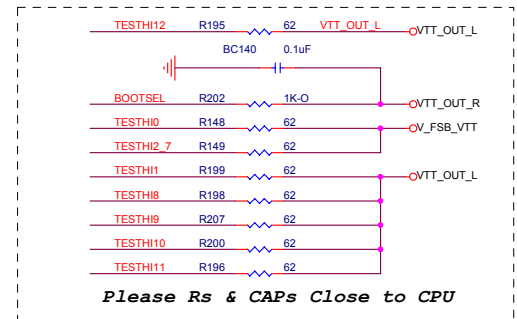 TESTHI12 R195 62 VTT_OUT_L VTT_OUT_L
BC140 0.1uF
BOOTSEL R202 1K-O VTT_OUT_R
TESTHI0 R148 62 V_FSB_VTT
TESTHI2_7 R149 62
TESTHI1 R199 62 VTT_OUT_L
TESTHI8 R198 62
TESTHI9 R207 62
TESTHI10 R200 62
TESTHI11 R196 62
Please Rs & CAPs Close to CPU